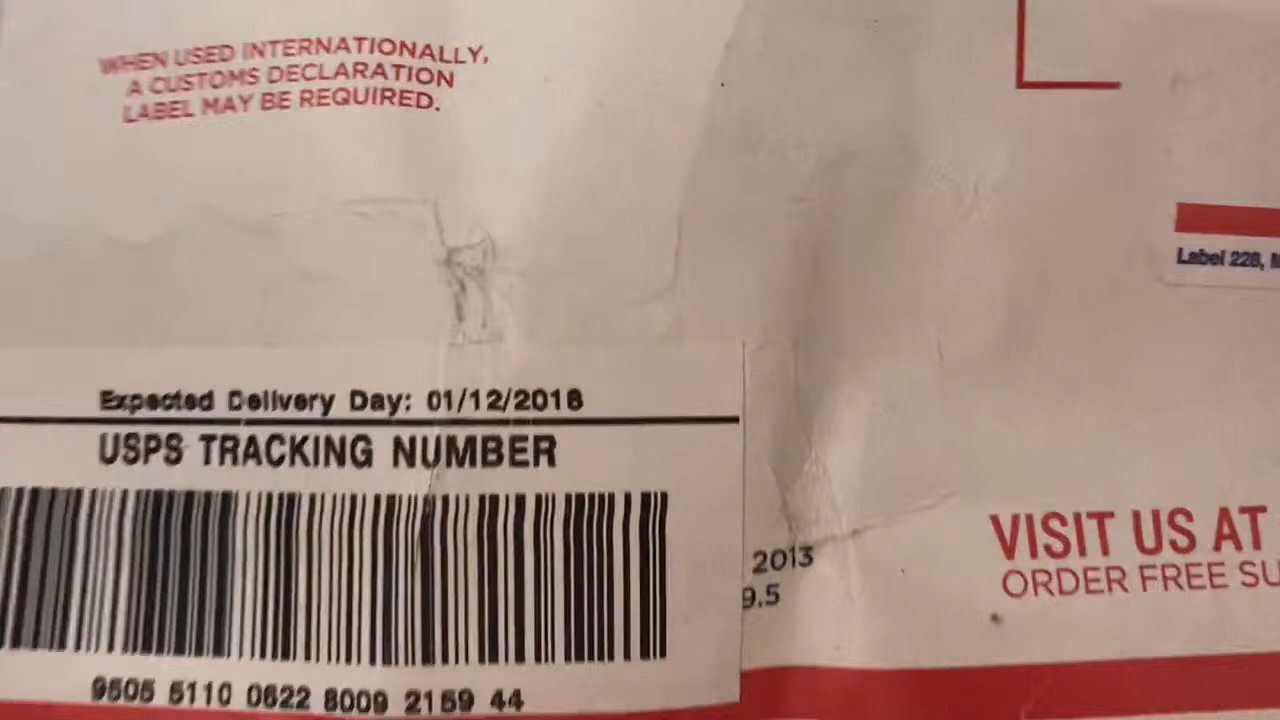 WHEN USED INTERNATIONALLY,
A CUSTOMS DECLARATION
LABEL MAY BE REQUIRED.
Label 228,
Expected Delivery Day: 01/12/2018
USPS TRACKING NUMBER
2013
9.5
VISIT US AT
ORDER FREE SU
9505 5110 0622 8009 2159 44